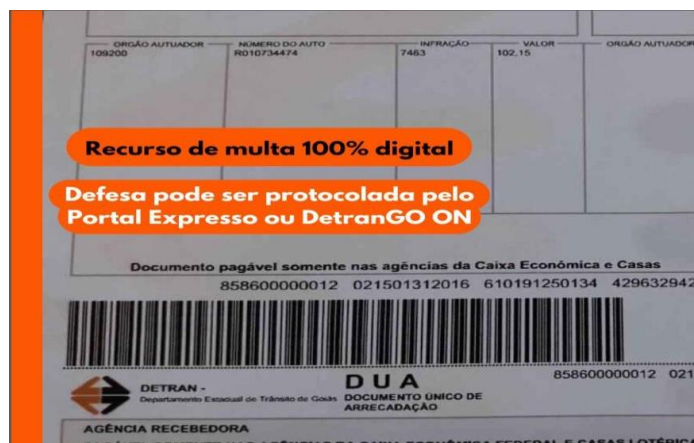 ORGÃO AUTUADOR NÚMERO DO AUTO INFRAÇÃO VALOR ORGÃO AUTUADOR
109200 R010734474 7463 102,15
Recurso de multa 100% digital
Defesa pode ser protocolada pelo
Portal Expresso ou DetranGO ON
Documento pagável somente nas agências da Caixa Econômica e Casas
858600000012 021501312016 610191250134 429632942
858600000012 021
DETRAN -
Departamento Estadual de Trânsito de Goiás
DUA
DOCUMENTO ÚNICO DE
ARRECADAÇÃO
AGÊNCIA RECEBEDORA